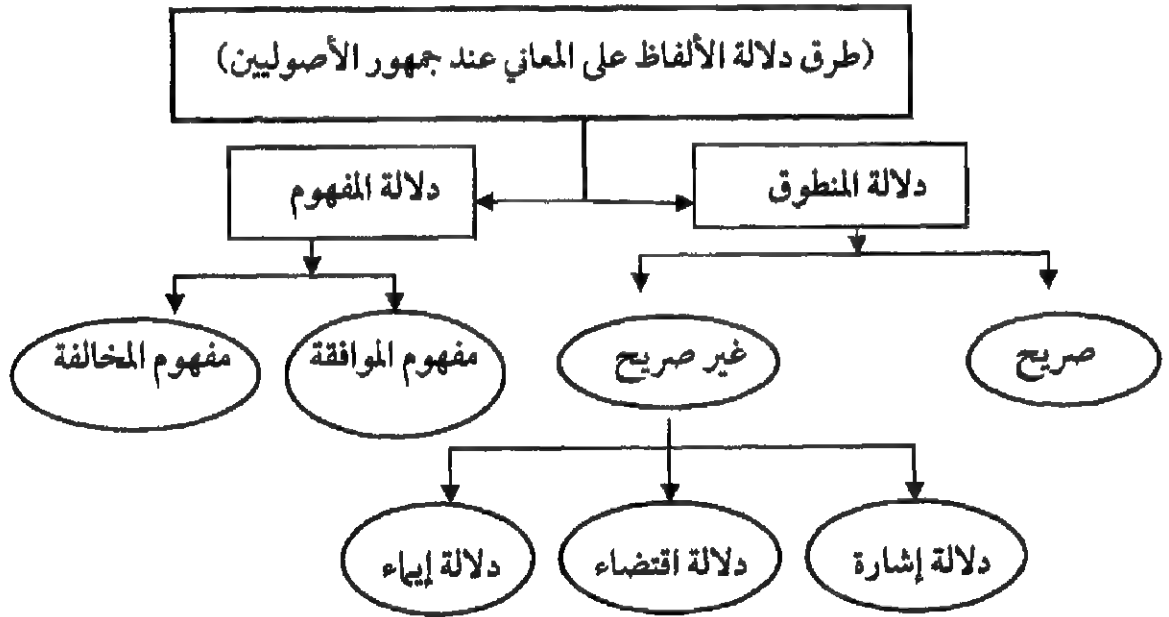 (طرق دلالة الألفاظ على المعاني عند جمهور الأصوليين)
دلالة المنطوق
دلالة المفهوم
صريح
غير صريح
مفهوم الموافقة
مفهوم المخالفة
دلالة إشارة
دلالة اقتضاء
دلالة إيماء